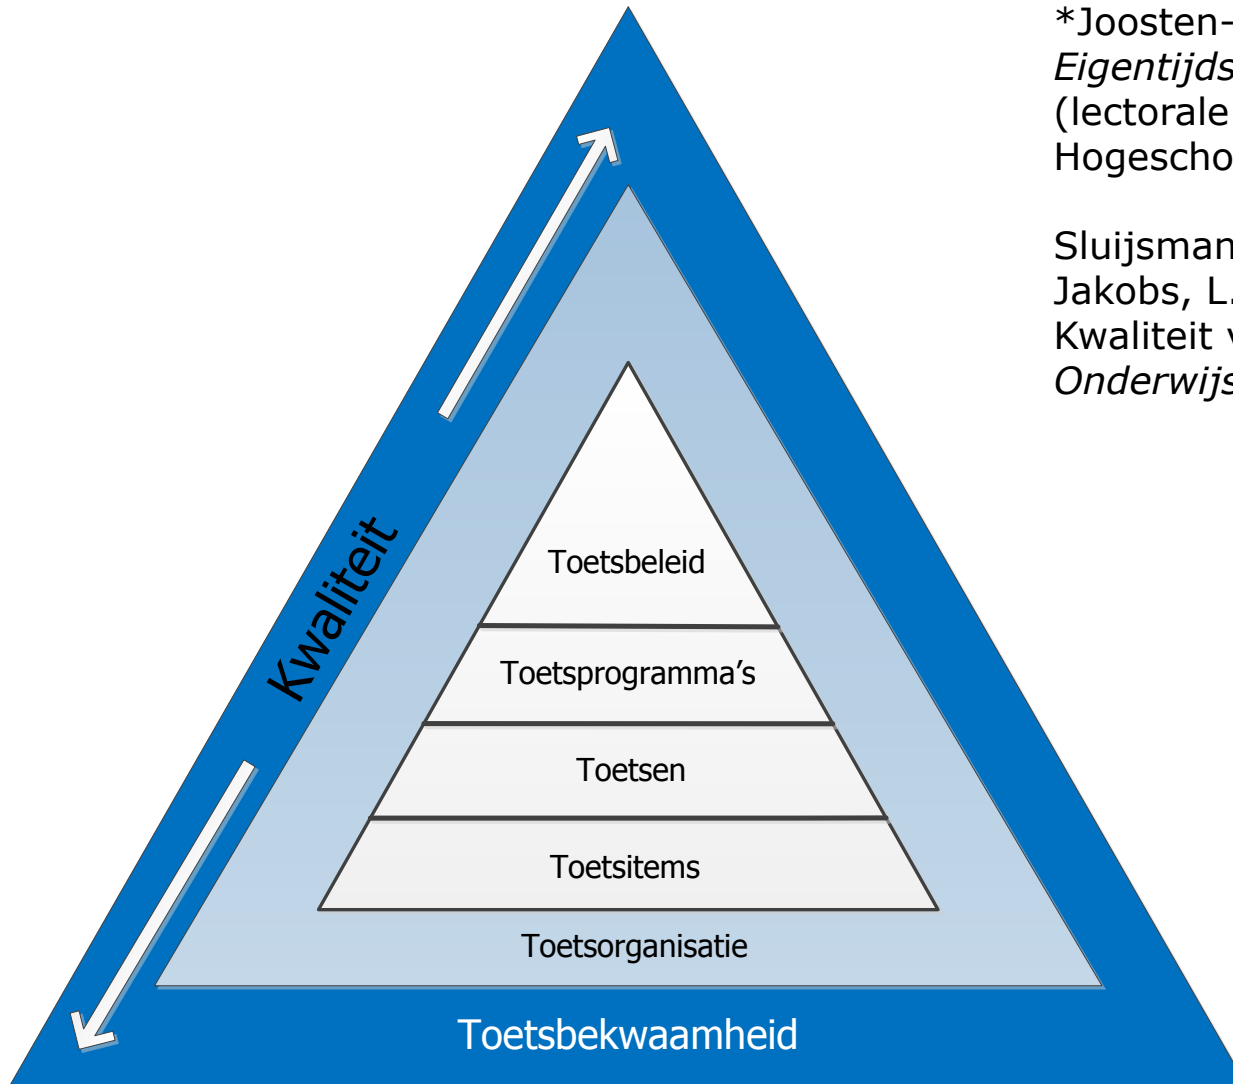 *Joosten-
Eigentijds
(lectorale
Hogescho
Sluijsman
Jakobs, L.
Kwaliteit
Onderwijs
Kwaliteit
Toetsbeleid
Toetsprogramma’s
Toetsen
Toetsitems
Toetsorganisatie
Toetsbekwaamheid